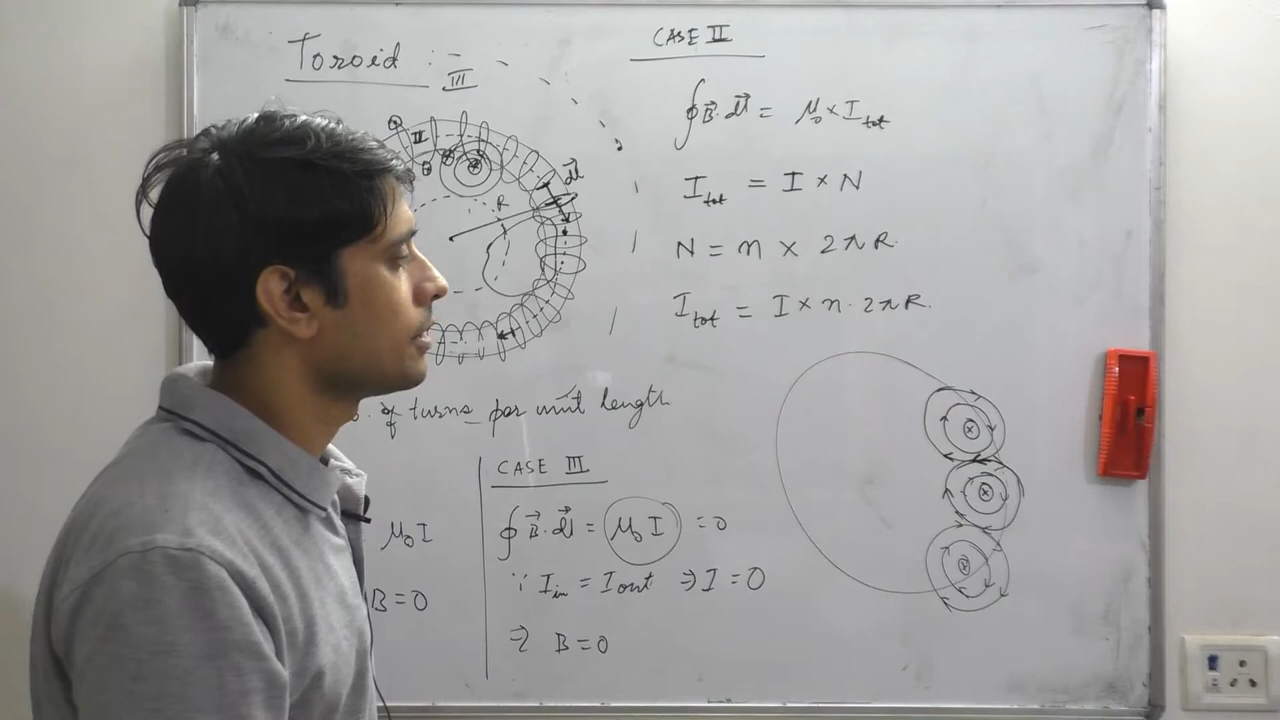 Toroid :-
III
II
dl⃗
R
CASE II
∮B⃗.dl⃗ = μ₀ × I_tot
I_tot = I × N
N = n × 2πR.
I_tot = I × n · 2πR.
. of turns per unit length
μ₀I
B = 0
CASE III
∮B⃗.dl⃗ = μ₀I = 0
∵ I_in = I_out ⇒ I = 0
⇒ B = 0